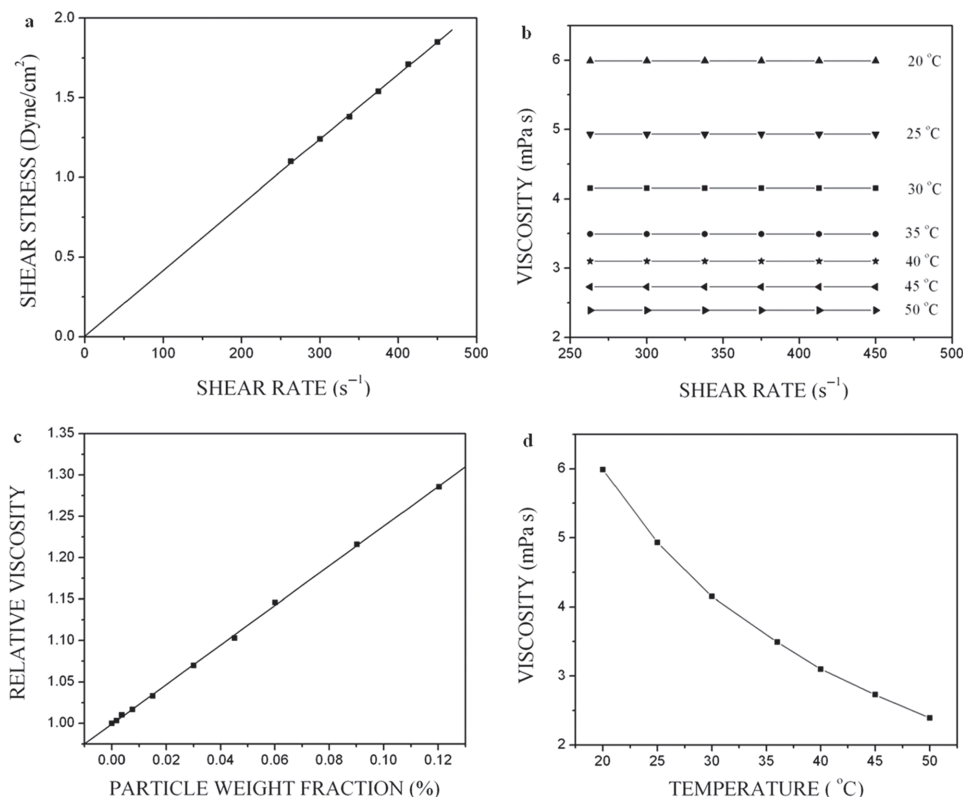 a
2.0
1.5
1.0
0.5
0.0
SHEAR STRESS (Dyne/cm²)
0
100
200
300
400
500
SHEAR RATE (s⁻¹)
b
6
5
4
3
2
VISCOSITY (mPa s)
20 °C
25 °C
30 °C
35 °C
40 °C
45 °C
50 °C
250
300
350
400
450
500
SHEAR RATE (s⁻¹)
c
1.35
1.30
1.25
1.20
1.15
1.10
1.05
1.00
RELATIVE VISCOSITY
0.00
0.02
0.04
0.06
0.08
0.10
0.12
PARTICLE WEIGHT FRACTION (%)
d
6
5
4
3
2
VISCOSITY (mPa s)
20
25
30
35
40
45
50
TEMPERATURE ( °C)